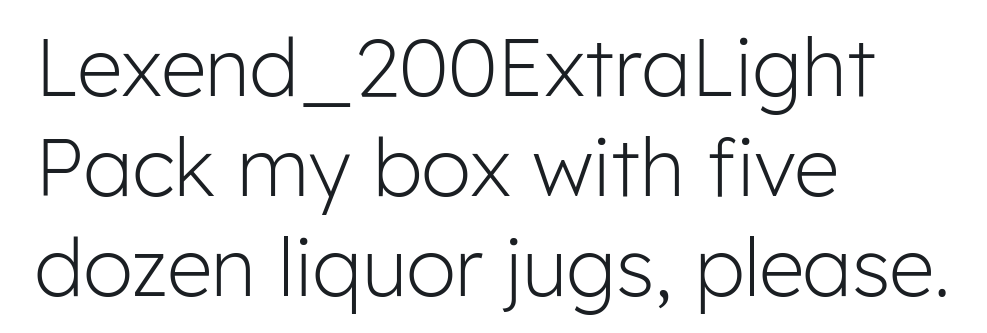 Lexend_200ExtraLight
Pack my box with five
dozen liquor jugs, please.